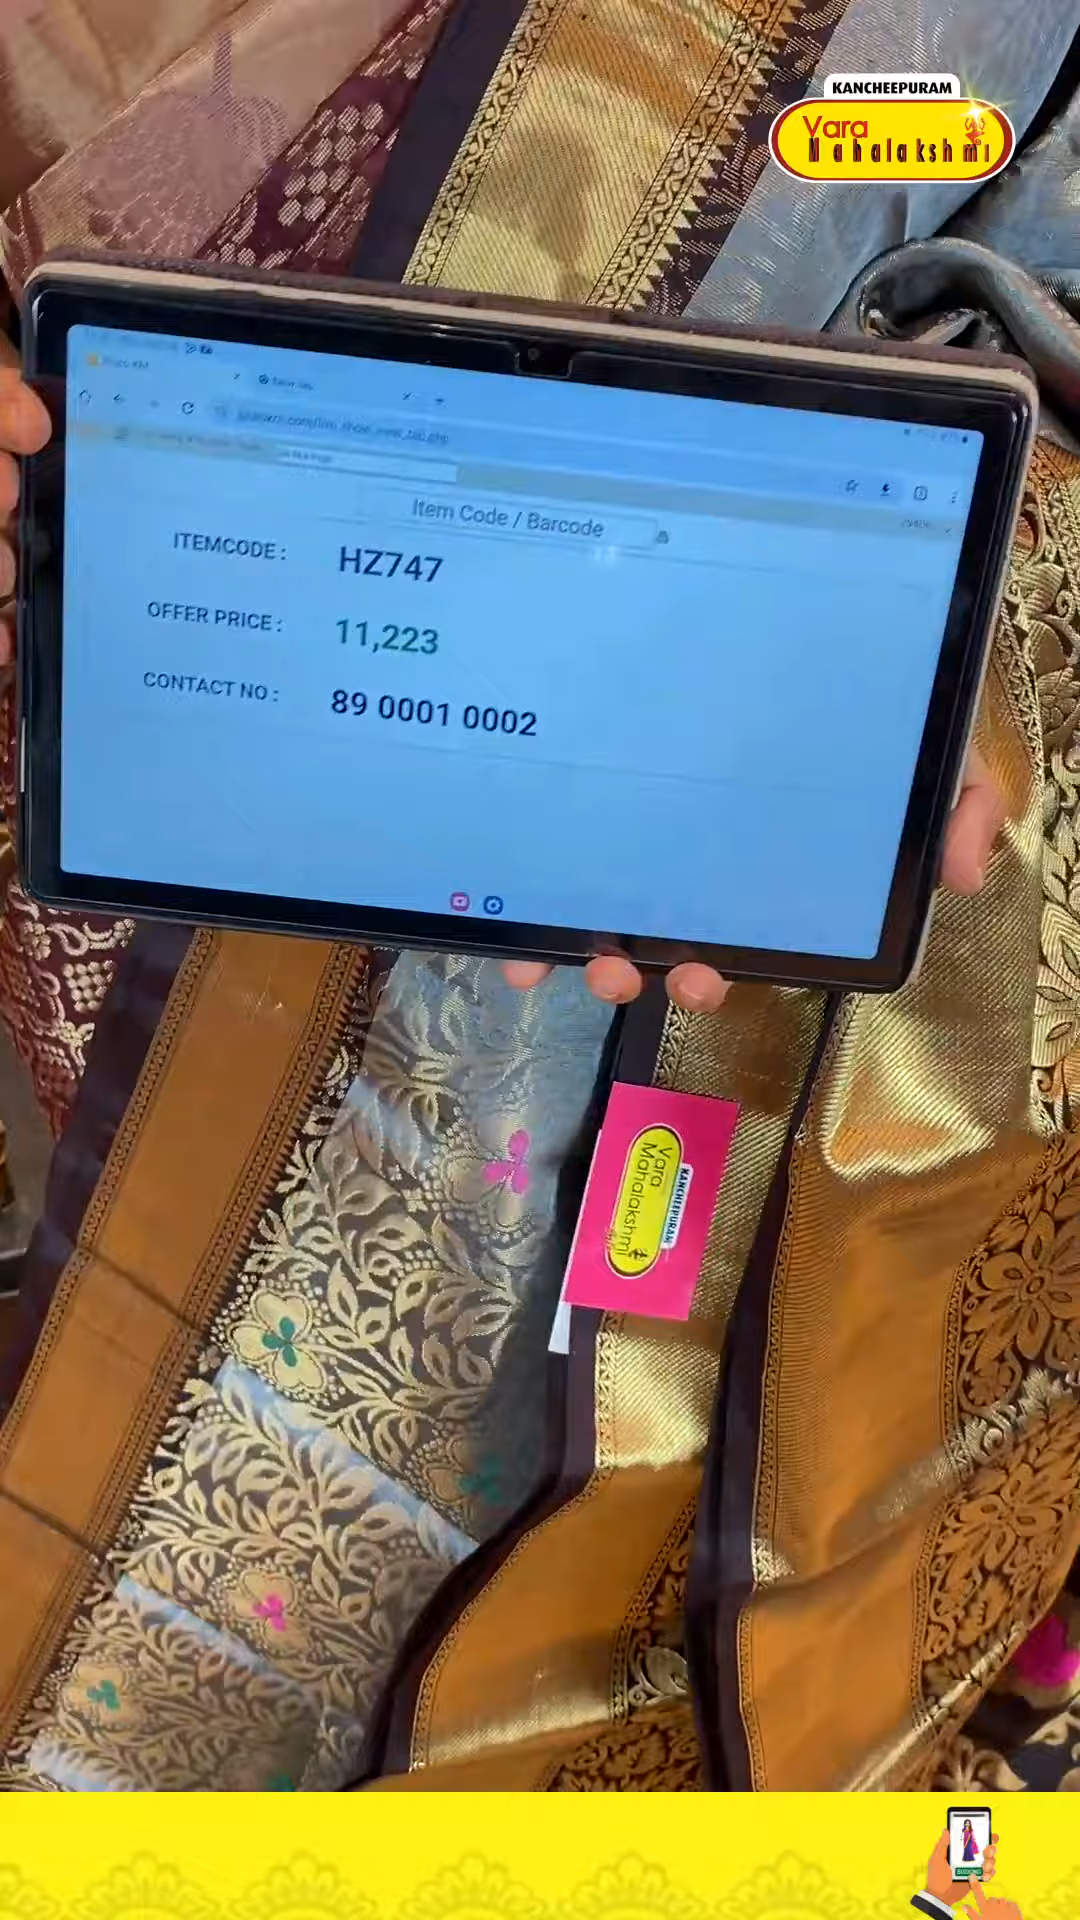 KANCHEEPURAM
Vara
Mahalakshmi
Item Code / Barcode
ITEMCODE : HZ747
OFFER PRICE : 11,223
CONTACT NO : 89 0001 0002
KANCHEEPURAM
Vara
Mahalakshmi
BOOKING